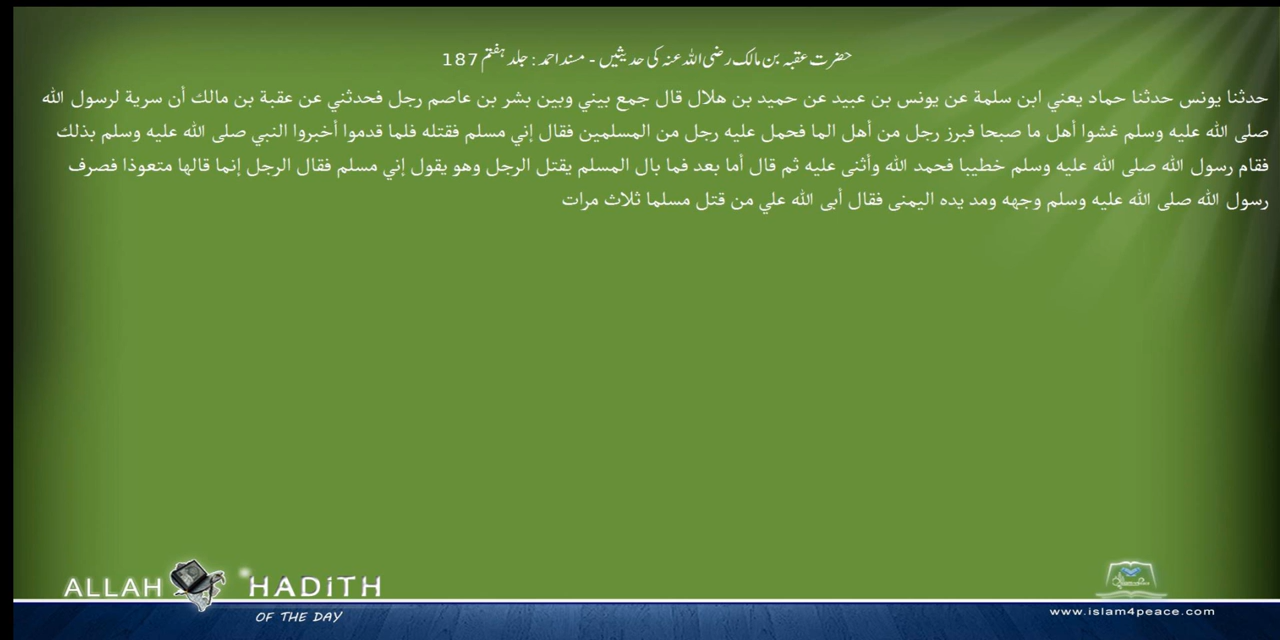 حضرت عقبہ بن مالک رضی اللہ عنہ کی حدیثیں - مسند احمد : جلد ہفتم 187
حدثنا يونس حدثنا حماد يعني ابن سلمة عن يونس بن عبيد عن حميد بن هلال قال جمع بيني وبين بشر بن عاصم رجل فحدثني عن عقبة بن مالك أن سرية لرسول الله
صلى الله عليه وسلم غشوا أهل ما صبحا فبرز رجل من أهل الما فحمل عليه رجل من المسلمين فقال إني مسلم فقتله فلما قدموا أخبروا النبي صلى الله عليه وسلم بذلك
فقام رسول الله صلى الله عليه وسلم خطيبا فحمد الله وأثنى عليه ثم قال أما بعد فما بال المسلم يقتل الرجل وهو يقول إني مسلم فقال الرجل إنما قالها متعوذا فصرف
رسول الله صلى الله عليه وسلم وجهه ومد يده اليمنى فقال أبى الله علي من قتل مسلما ثلاث مرات
ALLAH HADITH
OF THE DAY
www.islam4peace.com